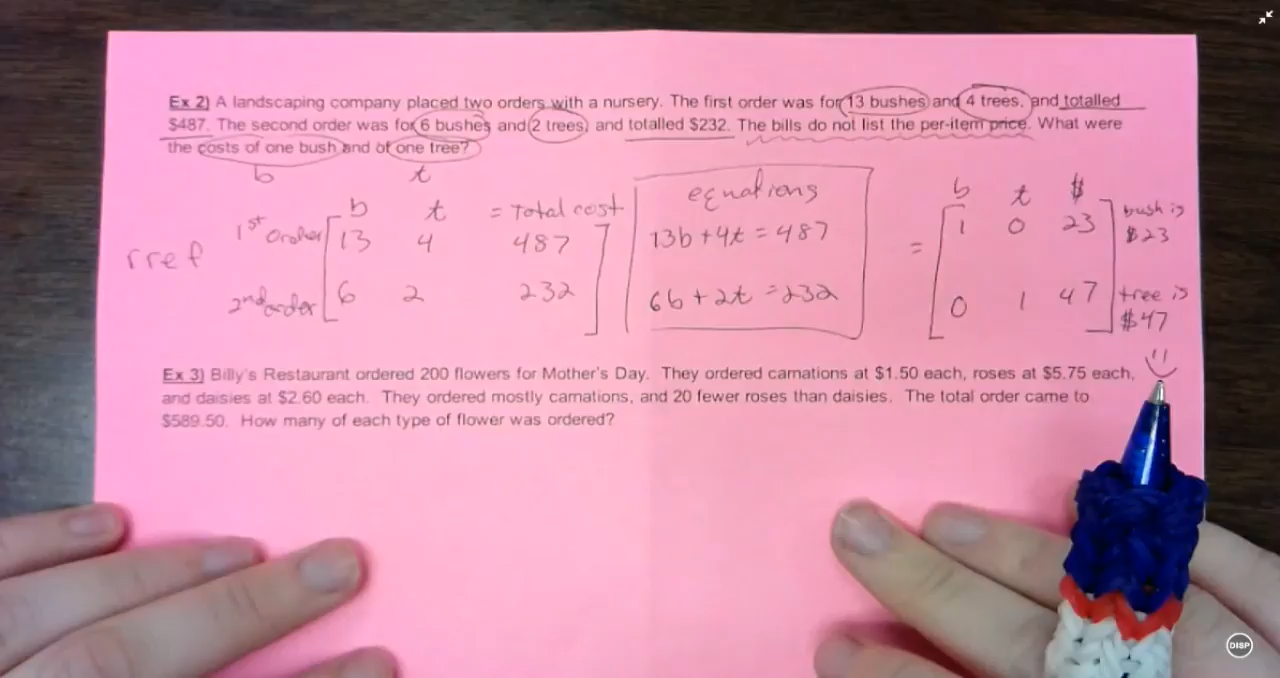 Ex 2) A landscaping company placed two orders with a nursery. The first order was for 13 bushes and 4 trees, and totalled
$487. The second order was for 6 bushes and 2 trees, and totalled $232. The bills do not list the per-item price. What were
the costs of one bush and of one tree?
b t
b t = Total cost
1st Order 13 4 487
rref
2nd order 6 2 232
equations
13b+4t = 487
6b + 2t = 232
b t $
= 1 0 23
0 1 47
bush is
$23
tree is
$47
Ex 3) Billy's Restaurant ordered 200 flowers for Mother's Day. They ordered carnations at $1.50 each, roses at $5.75 each,
and daisies at $2.60 each. They ordered mostly carnations, and 20 fewer roses than daisies. The total order came to
$589.50. How many of each type of flower was ordered?
DISP